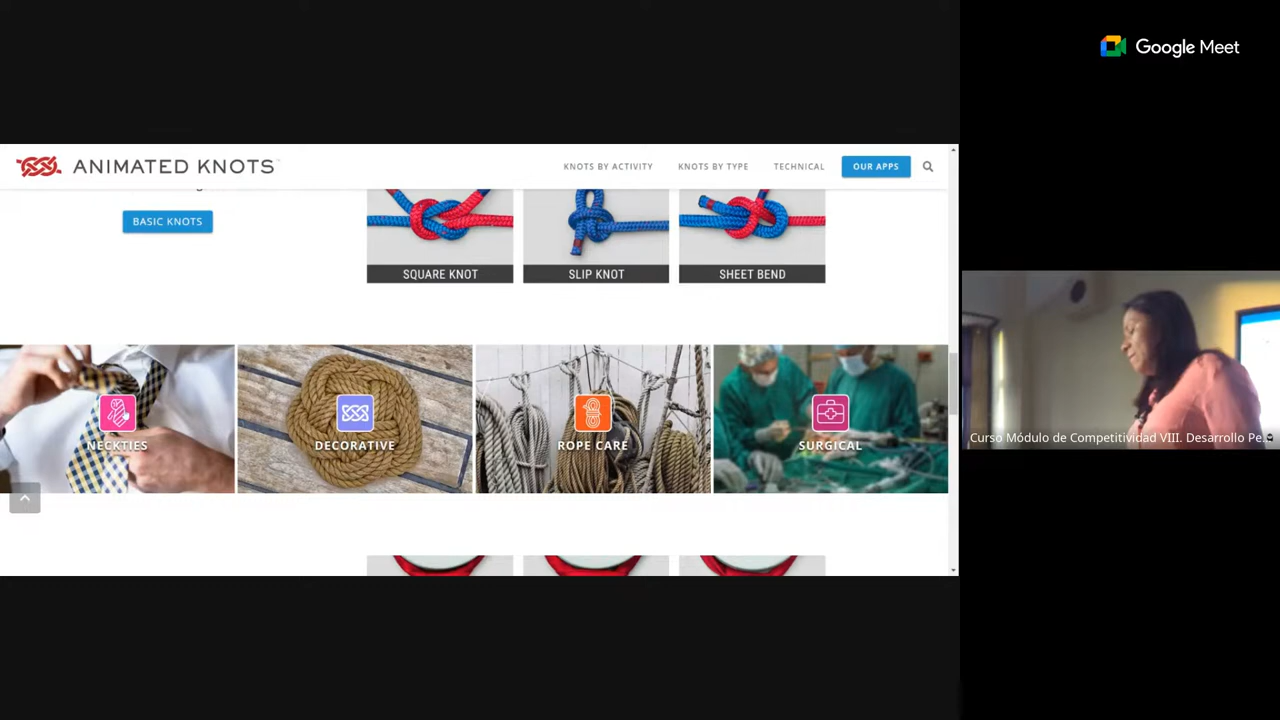 Google Meet
ANIMATED KNOTS
KNOTS BY ACTIVITY
KNOTS BY TYPE
TECHNICAL
OUR APPS
BASIC KNOTS
SQUARE KNOT
SLIP KNOT
SHEET BEND
NECKTIES
DECORATIVE
ROPE CARE
SURGICAL
Curso Módulo de Competitividad VIII. Desarrollo Pe...